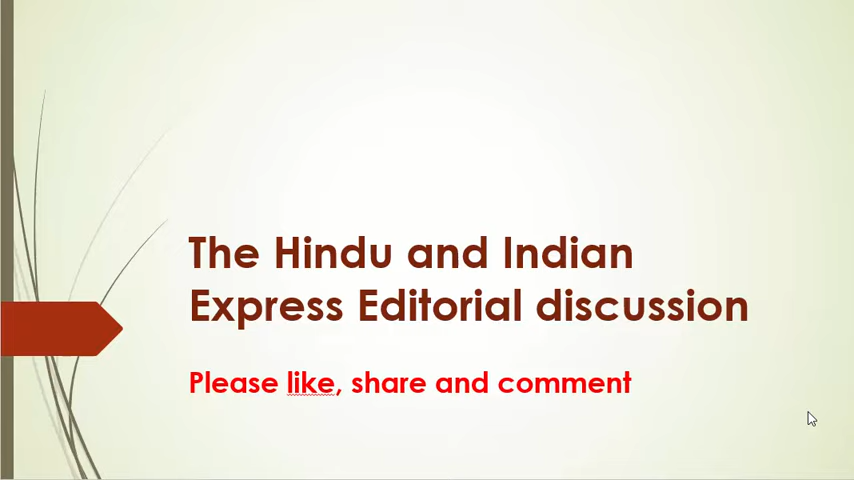 The Hindu and Indian
Express Editorial discussion
Please like, share and comment